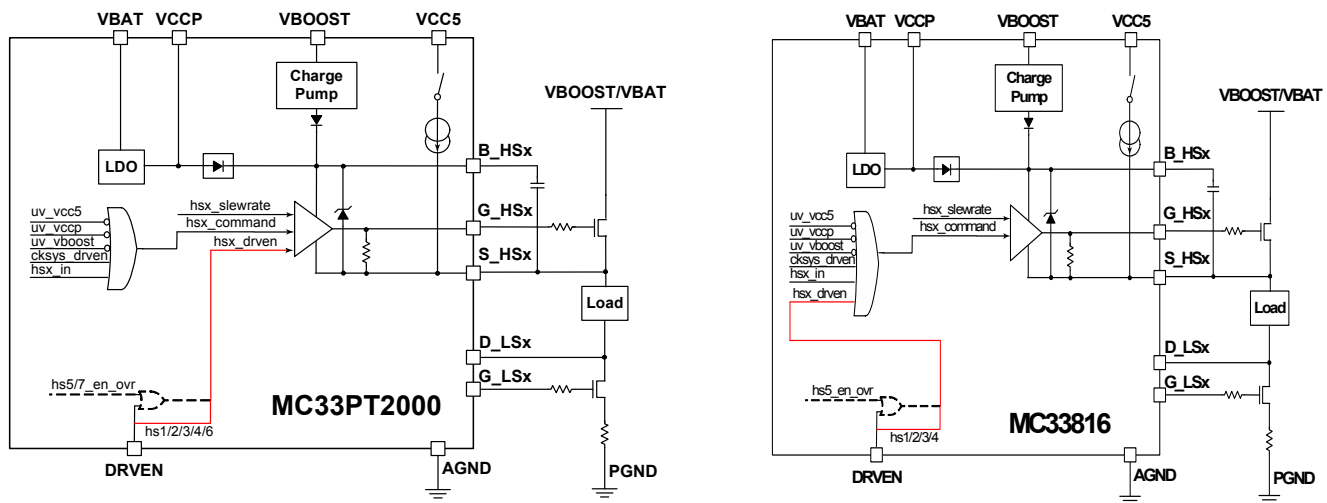 VBAT VCCP VBOOST VCC5
Charge
Pump
VBOOST/VBAT
LDO
B_HSx
uv_vcc5
uv_vccp
uv_vboost
cksys_drven
hsx_in
hsx_slewrate
hsx_command
hsx_drven
G_HSx
S_HSx
Load
D_LSx
G_LSx
hs5/7_en_ovr
hs1/2/3/4/6
MC33PT2000
DRVEN
AGND
PGND
VBAT VCCP VBOOST VCC5
Charge
Pump
VBOOST/VBAT
LDO
B_HSx
uv_vcc5
uv_vccp
uv_vboost
cksys_drven
hsx_in
hsx_drven
hsx_slewrate
hsx_command
G_HSx
S_HSx
Load
D_LSx
G_LSx
hs5_en_ovr
hs1/2/3/4
MC33816
DRVEN
AGND
PGND